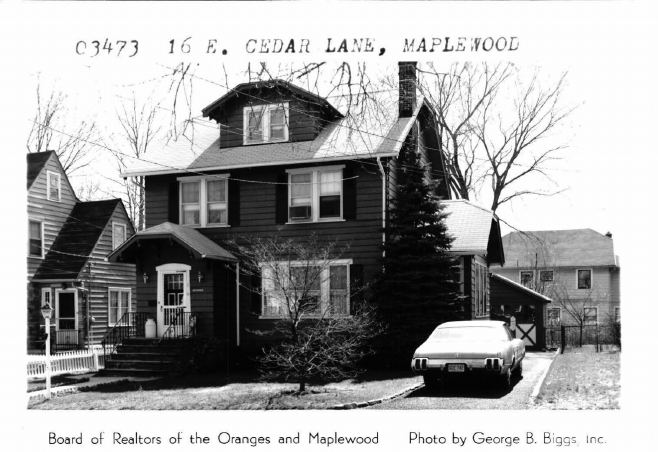 03473 16 E. CEDAR LANE, MAPLEWOOD
Board of Realtors of the Oranges and Maplewood Photo by George B. Biggs, Inc.